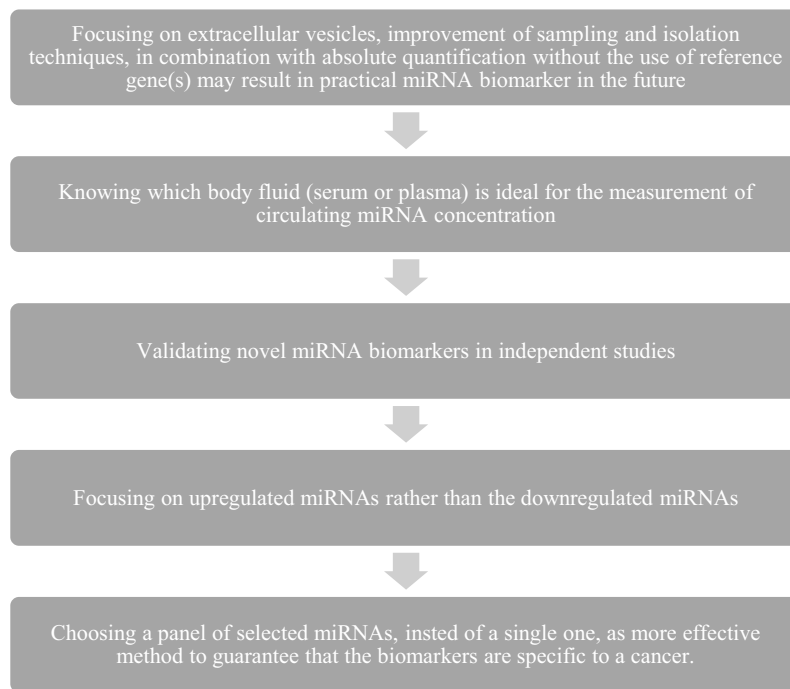 Focusing on extracellular vesicles, improvement of sampling and isolation
techniques, in combination with absolute quantification without the use of reference
gene(s) may result in practical miRNA biomarker in the future
Knowing which body fluid (serum or plasma) is ideal for the measurement of
circulating miRNA concentration
Validating novel miRNA biomarkers in independent studies
Focusing on upregulated miRNAs rather than the downregulated miRNAs
Choosing a panel of selected miRNAs, insted of a single one, as more effective
method to guarantee that the biomarkers are specific to a cancer.